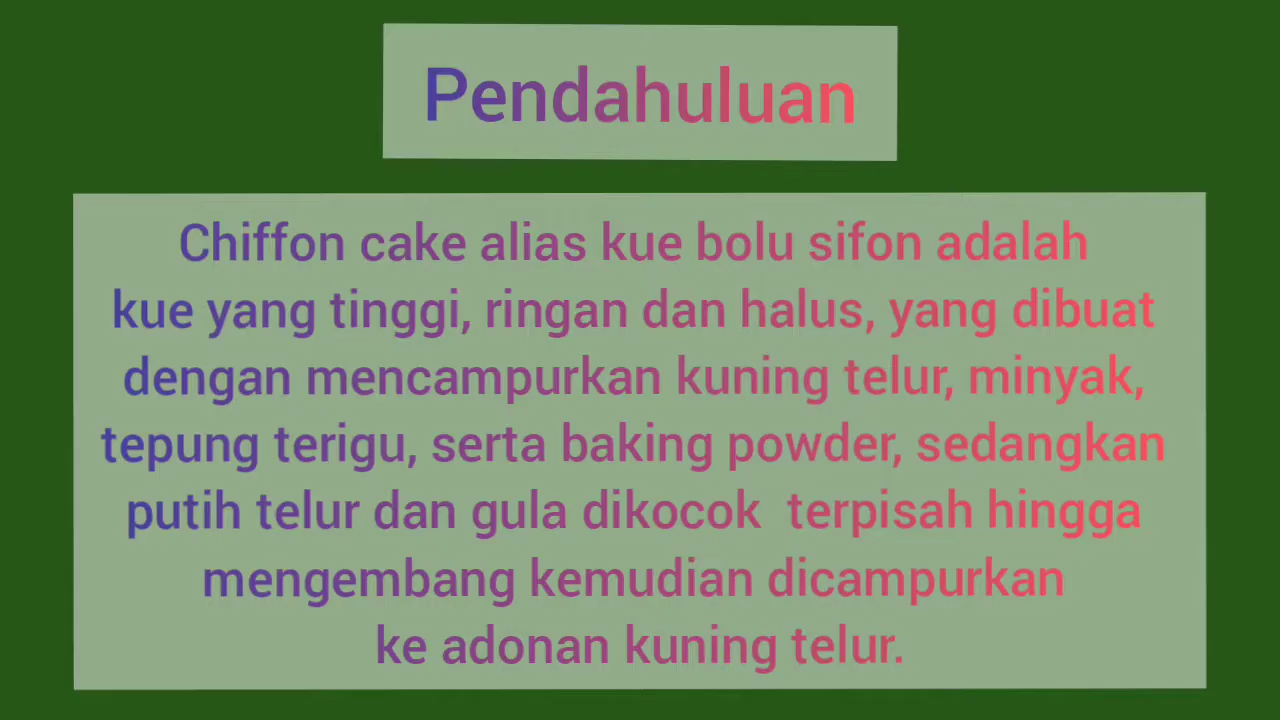 Pendahuluan
Chiffon cake alias kue bolu sifon adalah
kue yang tinggi, ringan dan halus, yang dibuat
dengan mencampurkan kuning telur, minyak,
tepung terigu, serta baking powder, sedangkan
putih telur dan gula dikocok  terpisah hingga
mengembang kemudian dicampurkan
ke adonan kuning telur.